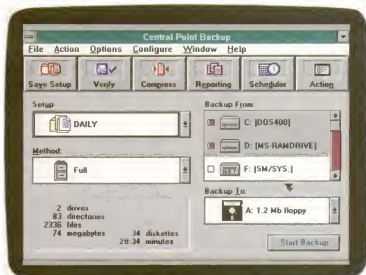 Central Point Backup
File Action Options Configure Window Help
Save Setup Verify Compress Reporting Scheduler Action
Setup
DAILY
Method:
Full
2 drives
83 directories
2336 files
74 megabytes 34 diskettes
28:34 minutes
Backup From:
C: [DOS400]
D: [MS-RAMDRIVE]
NET F: [SM/SYS:]
Backup To:
A: 1.2 Mb floppy
Start Backup